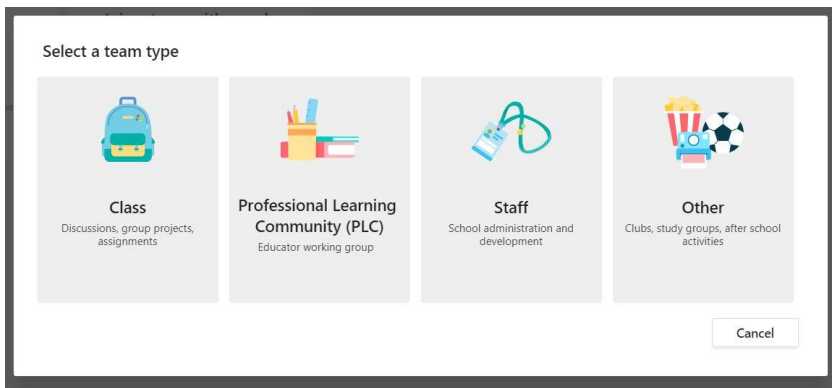 Select a team type
Class
Discussions, group projects,
assignments
Professional Learning
Community (PLC)
Educator working group
Staff
School administration and
development
Other
Clubs, study groups, after school
activities
Cancel